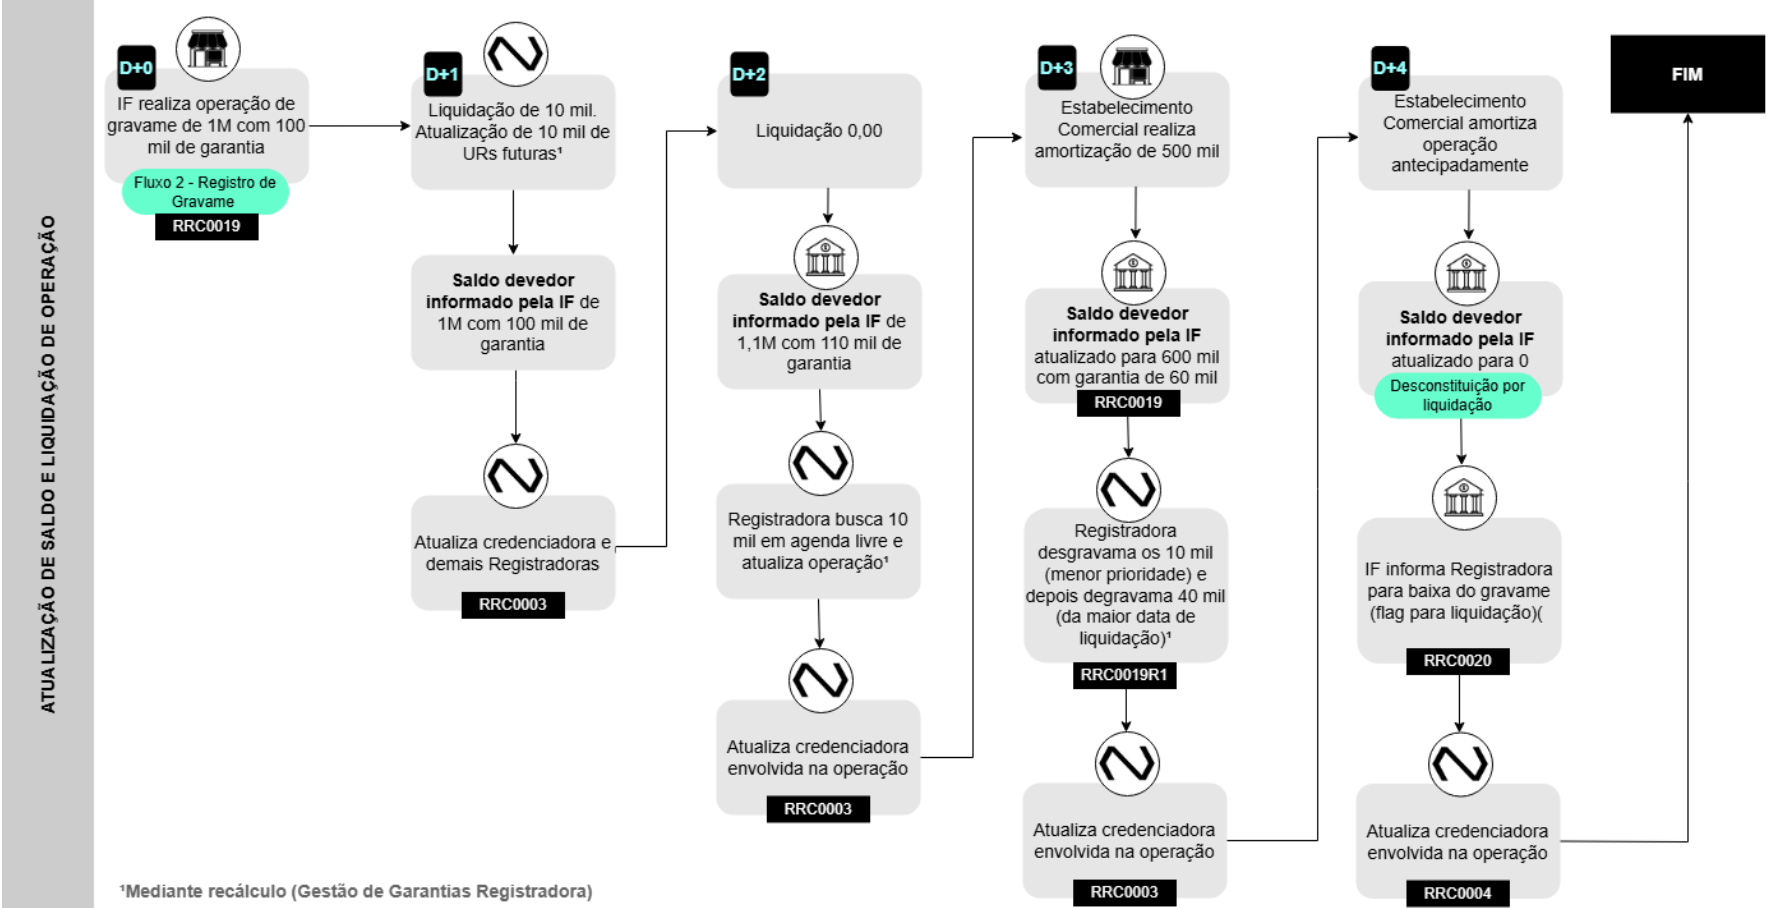 ATUALIZAÇÃO DE SALDO E LIQUIDAÇÃO DE OPERAÇÃO
D+0
IF realiza operação de
gravame de 1M com 100
mil de garantia
Fluxo 2 - Registro de
Gravame
RRC0019
D+1
Liquidação de 10 mil.
Atualização de 10 mil de
URs futuras¹
Saldo devedor
informado pela IF de
1M com 100 mil de
garantia
Atualiza credenciadora e
demais Registradoras
RRC0003
D+2
Liquidação 0,00
Saldo devedor
informado pela IF de
1,1M com 110 mil de
garantia
Registradora busca 10
mil em agenda livre e
atualiza operação¹
Atualiza credenciadora
envolvida na operação
RRC0003
D+3
Estabelecimento
Comercial realiza
amortização de 500 mil
Saldo devedor
informado pela IF
atualizado para 600 mil
com garantia de 60 mil
RRC0019
Registradora
desgravama os 10 mil
(menor prioridade) e
depois degravama 40 mil
(da maior data de
liquidação)¹
RRC0019R1
Atualiza credenciadora
envolvida na operação
RRC0003
D+4
Estabelecimento
Comercial amortiza
operação
antecipadamente
Saldo devedor
informado pela IF
atualizado para 0
Desconstituição por
liquidação
IF informa Registradora
para baixa do gravame
(flag para liquidação)(
RRC0020
Atualiza credenciadora
envolvida na operação
RRC0004
FIM
¹Mediante recálculo (Gestão de Garantias Registradora)